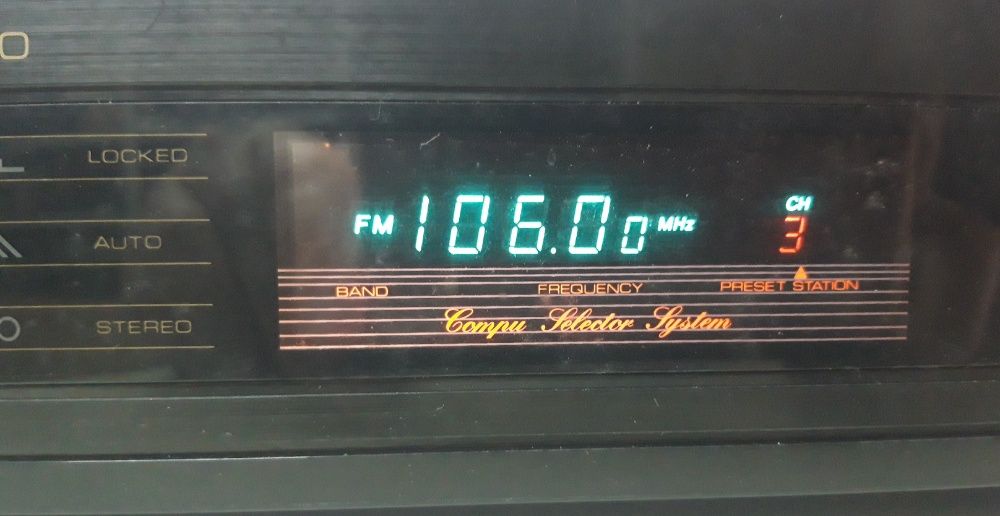 LOCKED
AUTO
STEREO
FM 106.00 MHz
CH
3
BAND FREQUENCY PRESET STATION
Compu Selector System